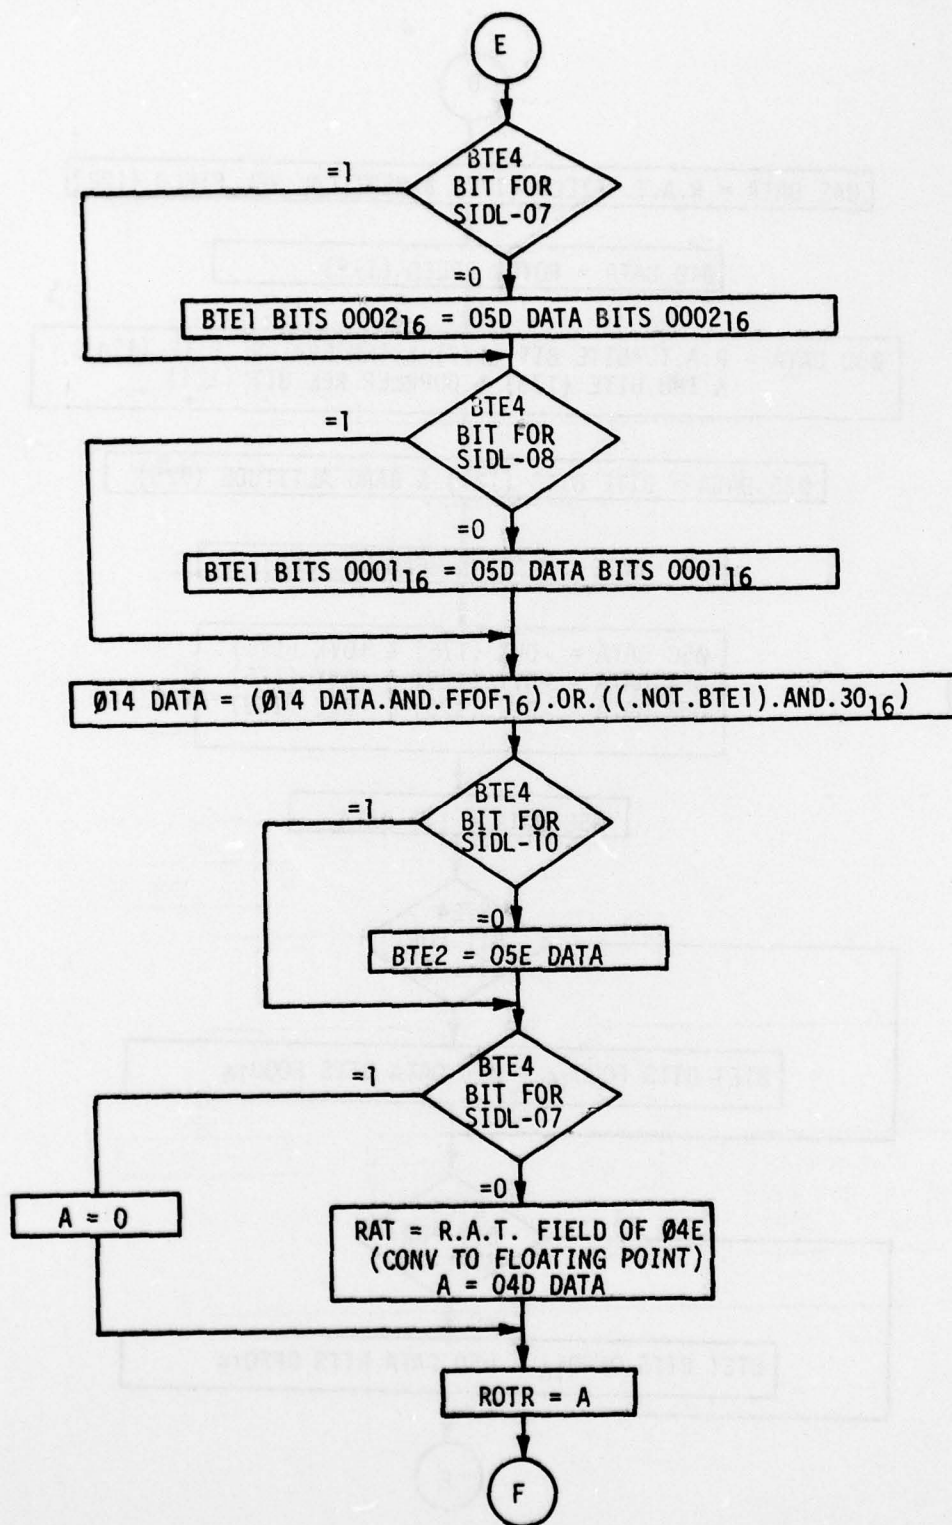 E
BTE4
BIT FOR
SIDL-07
=1
=0
BTE1 BITS 0002₁₆ = 05D DATA BITS 0002₁₆
BTE4
BIT FOR
SIDL-08
=1
=0
BTE1 BITS 0001₁₆ = 05D DATA BITS 0001₁₆
Ø14 DATA = (Ø14 DATA.AND.FF0F₁₆).OR.((.NOT.BTE1).AND.30₁₆)
BTE4
BIT FOR
SIDL-10
=1
=0
BTE2 = 05E DATA
BTE4
BIT FOR
SIDL-07
=1
=0
A = 0
RAT = R.A.T. FIELD OF Ø4E
(CONV TO FLOATING POINT)
A = 04D DATA
ROTR = A
F